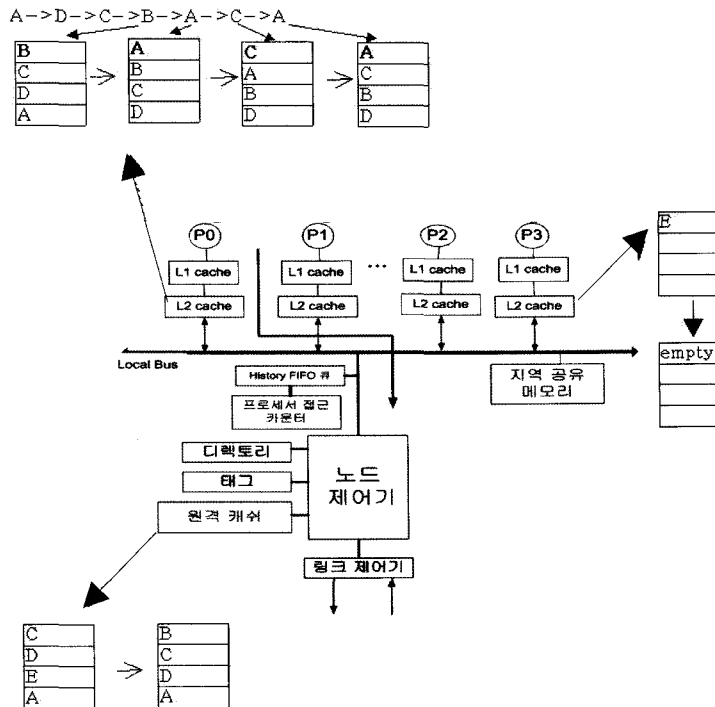 A->D->C->B->A->C->A
B
C
D
A
A
B
C
D
C
A
B
D
A
C
B
D
P0
P1
...
P2
P3
L1 cache
L1 cache
L1 cache
L1 cache
L2 cache
L2 cache
L2 cache
L2 cache
E
empty
Local Bus
History FIFO 큐
프로세서 접근
카운터
지역 공유
메모리
디렉토리
태그
원격 캐쉬
노드
제어기
링크 제어기
C
D
E
A
B
C
D
A